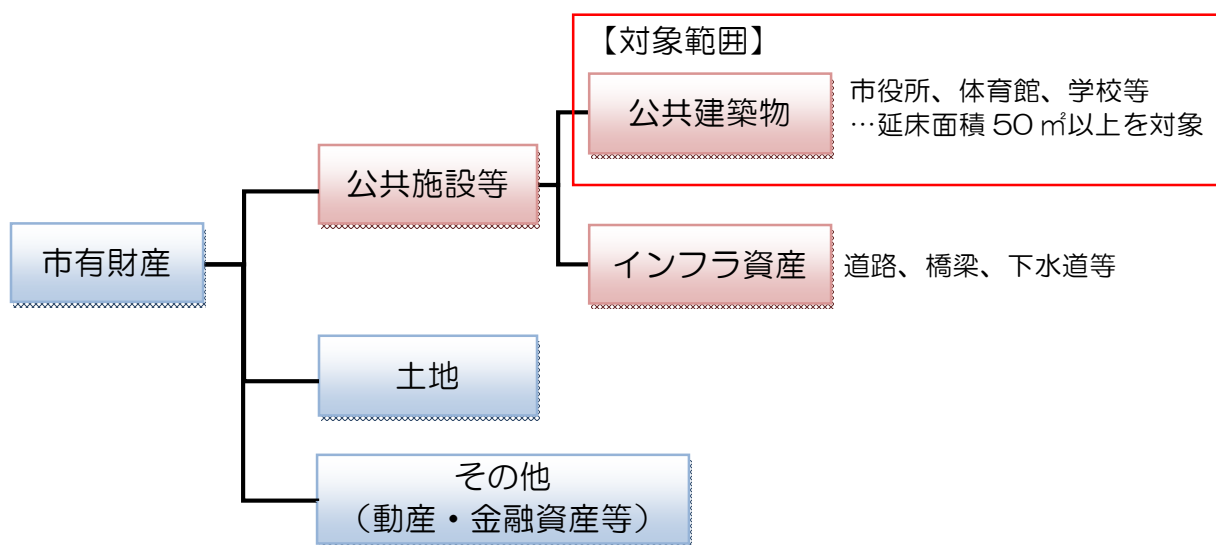 【対象範囲】
公共建築物
市役所、体育館、学校等
…延床面積 50 ㎡以上を対象
公共施設等
市有財産
インフラ資産
道路、橋梁、下水道等
土地
その他
（動産・金融資産等）